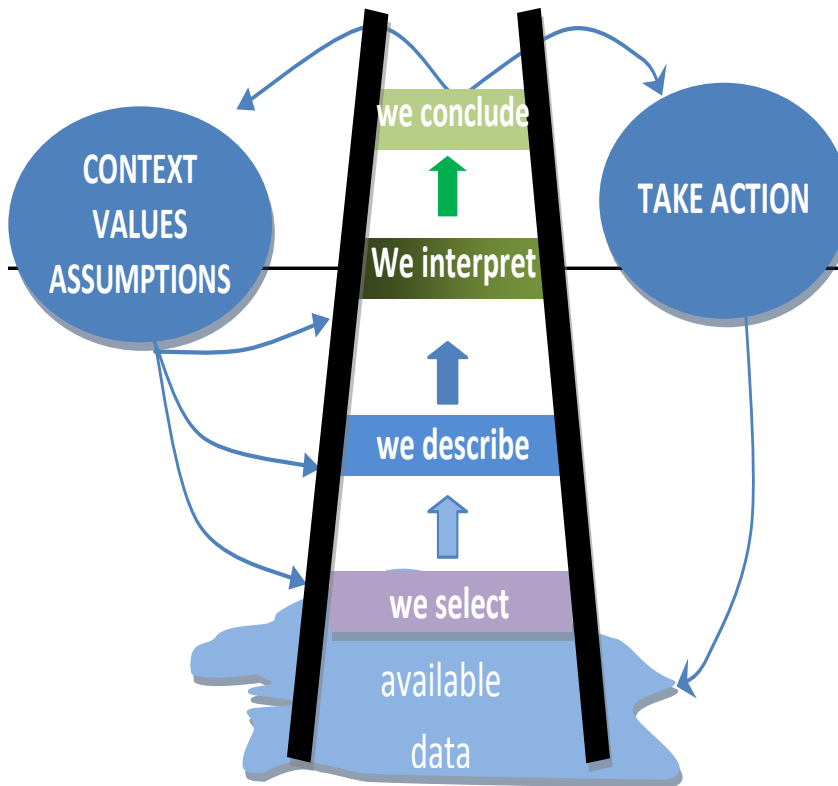 we conclude
CONTEXT
VALUES
ASSUMPTIONS
TAKE ACTION
We interpret
we describe
we select
available
data